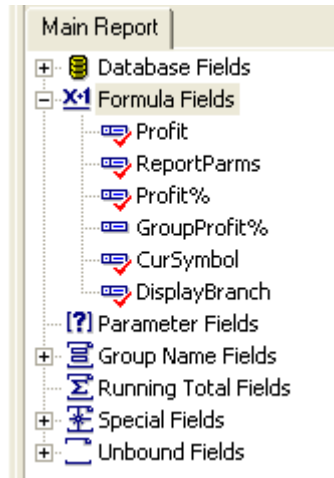 Main Report
Database Fields
Formula Fields
Profit
ReportParms
Profit%
GroupProfit%
CurSymbol
DisplayBranch
Parameter Fields
Group Name Fields
Running Total Fields
Special Fields
Unbound Fields